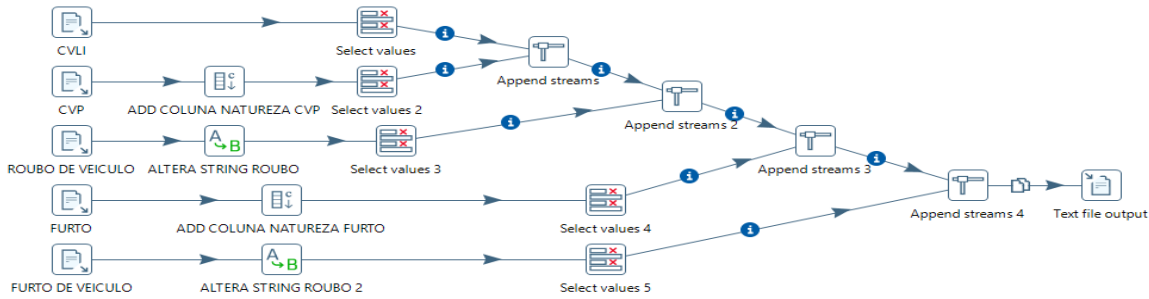 CVLI
Select values
Append streams
CVP
ADD COLUNA NATUREZA CVP
Select values 2
Append streams 2
ROUBO DE VEICULO
ALTERA STRING ROUBO
Select values 3
Append streams 3
FURTO
ADD COLUNA NATUREZA FURTO
Select values 4
Append streams 4
Text file output
FURTO DE VEICULO
ALTERA STRING ROUBO 2
Select values 5